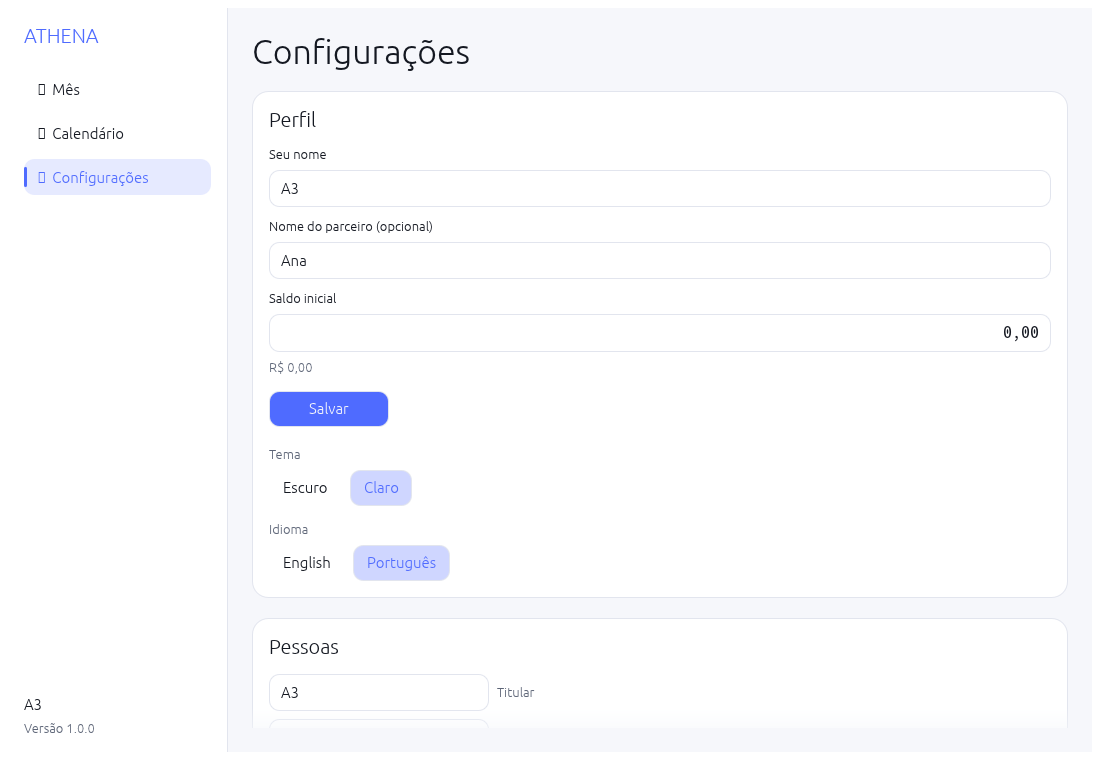 ATHENA
Mês
Calendário
Configurações
A3
Versão 1.0.0
Configurações
Perfil
Seu nome
A3
Nome do parceiro (opcional)
Ana
Saldo inicial
0,00
R$ 0,00
Salvar
Tema
Escuro Claro
Idioma
English Português
Pessoas
A3 Titular